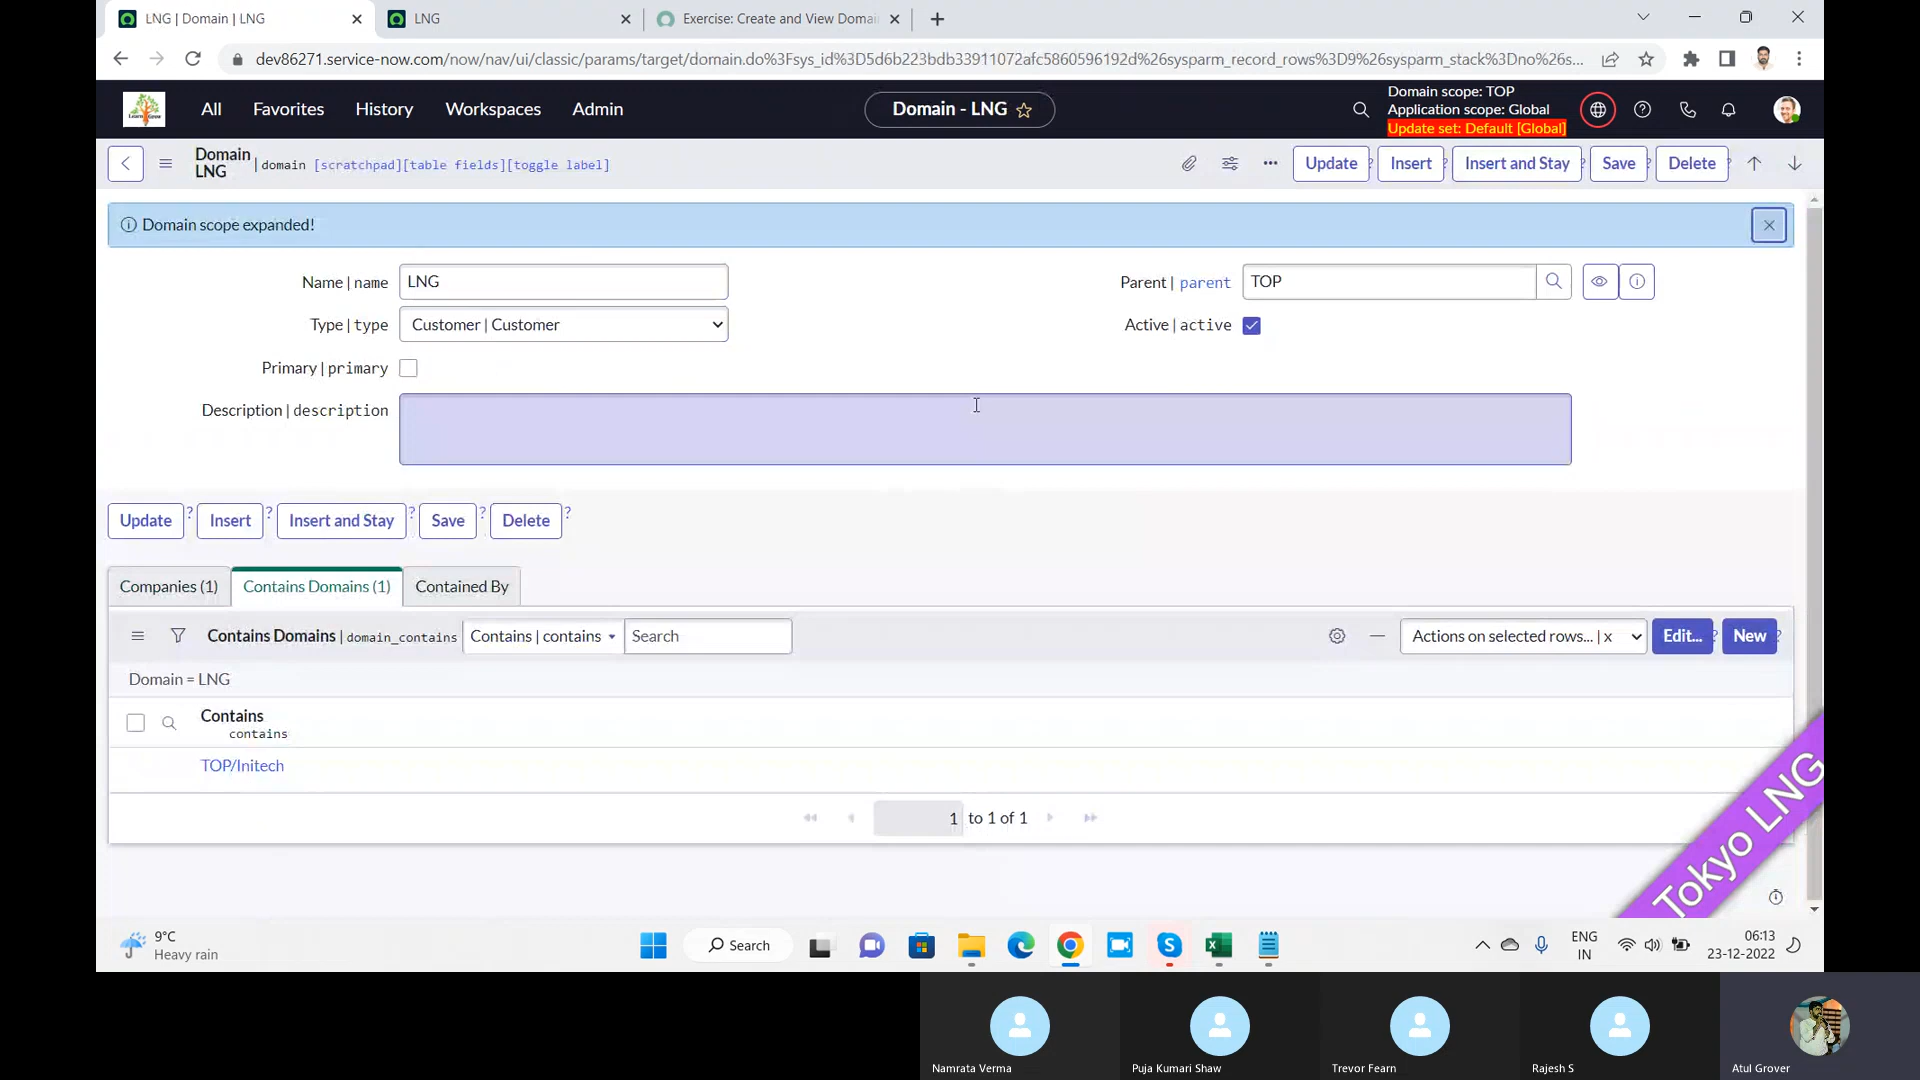 LNG | Domain | LNG
LNG
Exercise: Create and View Domai
dev86271.service-now.com/now/nav/ui/classic/params/target/domain.do%3Fsys_id%3D5d6b223bdb33911072afc5860596192d%26sysparm_record_rows%3D9%26sysparm_stack%3Dno%26s...
All Favorites History Workspaces Admin
Domain - LNG
Domain scope: TOP
Application scope: Global
Update set: Default [Global]
Domain
LNG
| domain [scratchpad][table fields][toggle label]
Update ? Insert ? Insert and Stay ? Save ? Delete ?
Domain scope expanded!
Name | name LNG
Parent | parent TOP
Type | type Customer | Customer
Active | active
Primary | primary
Description | description
Update ? Insert ? Insert and Stay ? Save ? Delete ?
Companies (1) Contains Domains (1) Contained By
Contains Domains | domain_contains Contains | contains Search
Actions on selected rows... | x Edit... ? New ?
Domain = LNG
Contains
contains
TOP/Initech
1 to 1 of 1
Tokyo LNG
9°C
Heavy rain
Search
ENG
IN
06:13
23-12-2022
Namrata Verma
Puja Kumari Shaw
Trevor Fearn
Rajesh S
Atul Grover